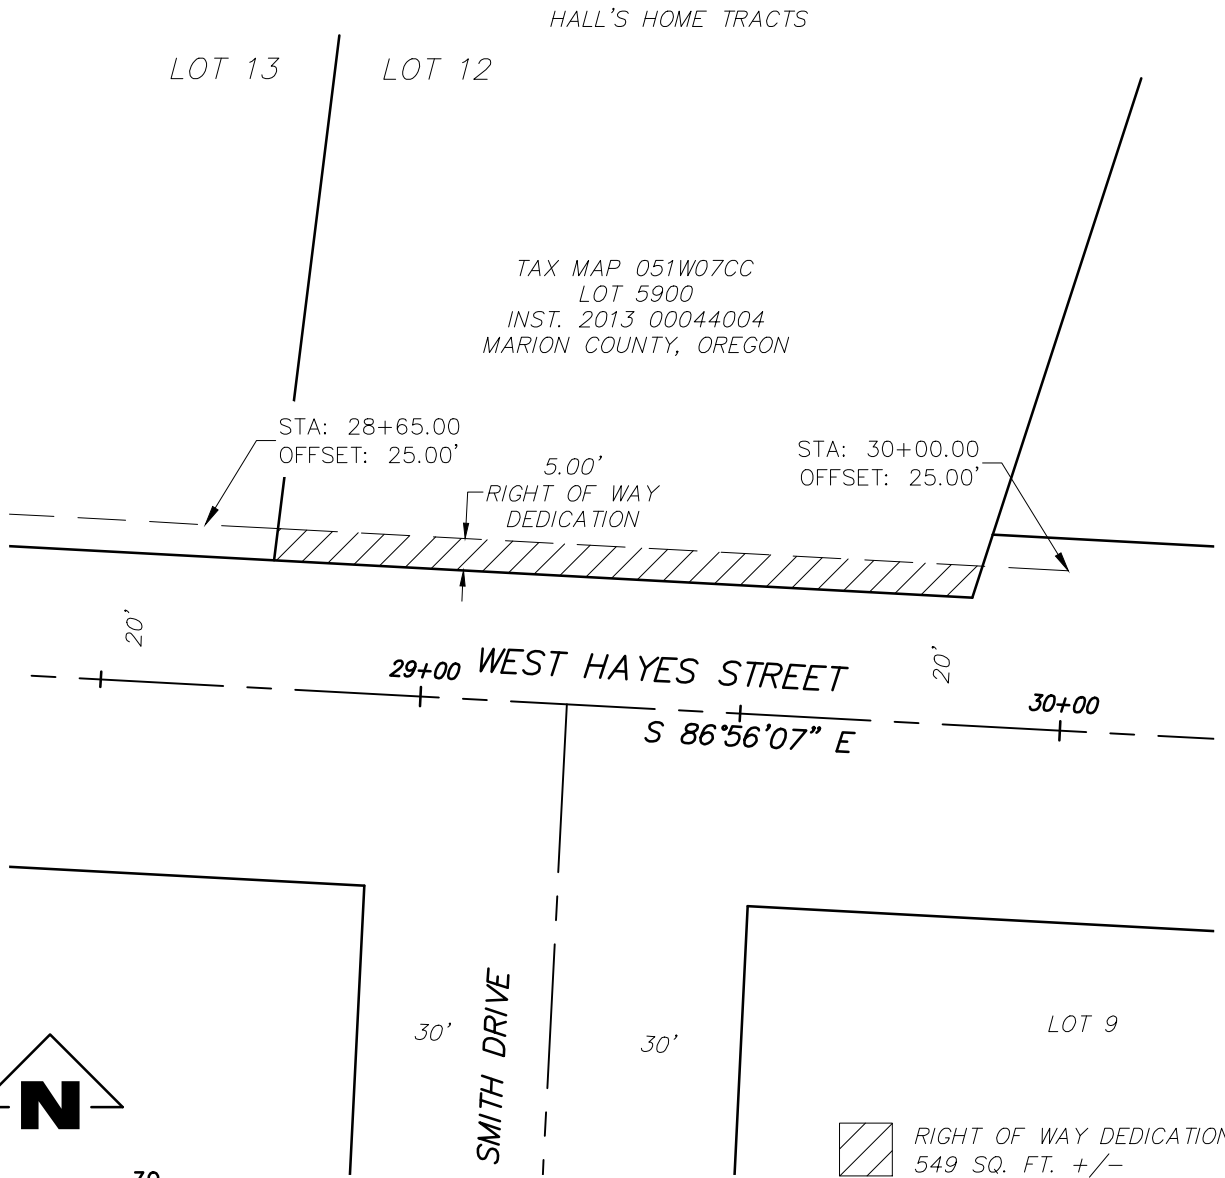 HALL'S HOME TRACTS
LOT 13
LOT 12
TAX MAP 051W07CC
LOT 5900
INST. 2013 00044004
MARION COUNTY, OREGON
STA: 28+65.00
OFFSET: 25.00'
5.00'
RIGHT OF WAY
DEDICATION
STA: 30+00.00
OFFSET: 25.00'
20'
29+00
WEST HAYES STREET
20'
30+00
S 86°56'07" E
SMITH DRIVE
30'
30'
LOT 9
N
RIGHT OF WAY DEDICATION
549 SQ. FT. +/-